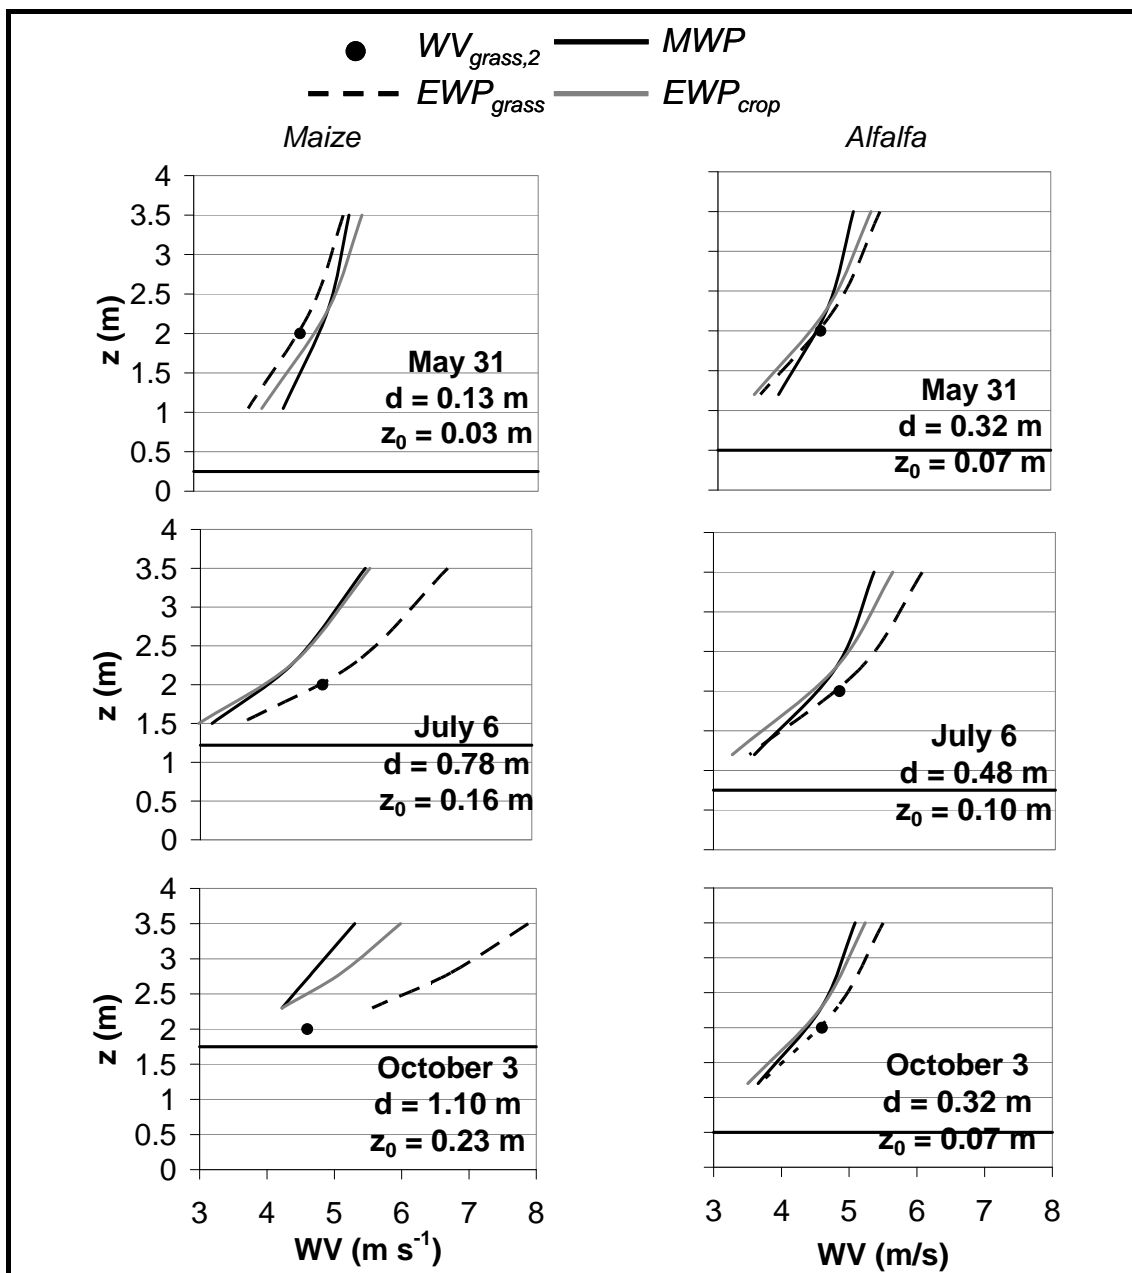 WVgrass,2 MWP
EWPgrass EWPcrop
Maize Alfalfa
4
3.5
3
2.5
2
1.5
1
0.5
0
z (m)
May 31
d = 0.13 m
z0 = 0.03 m
May 31
d = 0.32 m
z0 = 0.07 m
4
3.5
3
2.5
2
1.5
1
0.5
0
z (m)
July 6
d = 0.78 m
z0 = 0.16 m
July 6
d = 0.48 m
z0 = 0.10 m
4
3.5
3
2.5
2
1.5
1
0.5
0
z (m)
October 3
d = 1.10 m
z0 = 0.23 m
October 3
d = 0.32 m
z0 = 0.07 m
3 4 5 6 7 8
WV (m s-1)
3 4 5 6 7 8
WV (m/s)